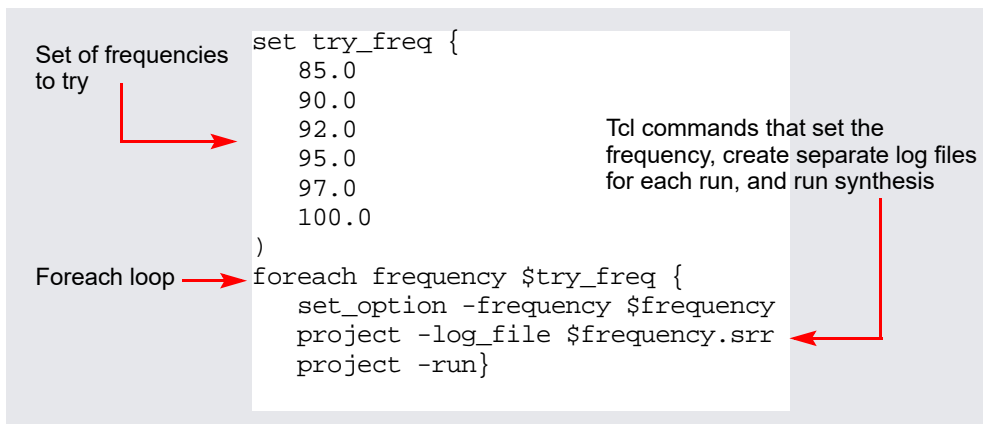 Set of frequencies
to try
set try_freq {
85.0
90.0
92.0
95.0
97.0
100.0
)
Tcl commands that set the
frequency, create separate log files
for each run, and run synthesis
Foreach loop
foreach frequency $try_freq {
set_option -frequency $frequency
project -log_file $frequency.srr
project -run}